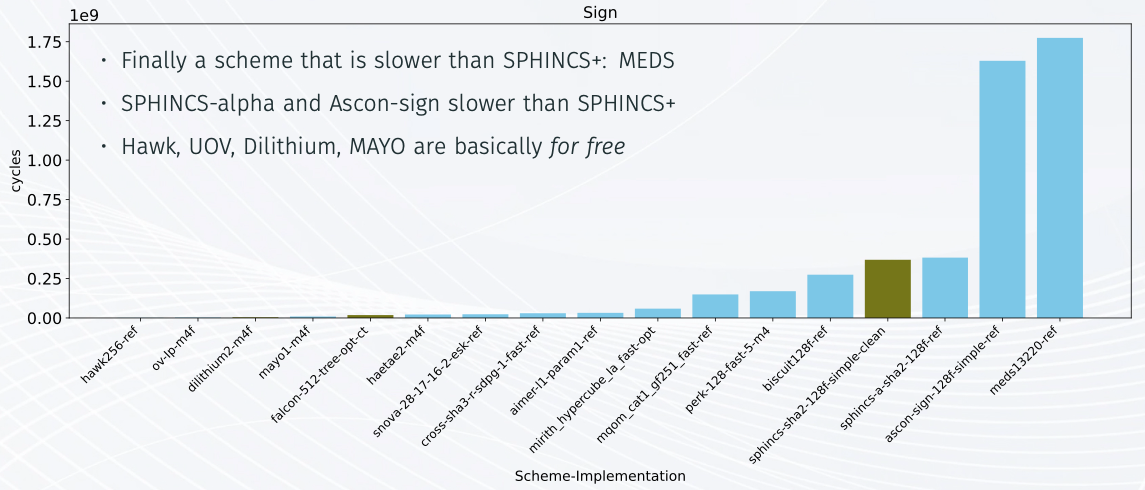 Sign
1e9
• Finally a scheme that is slower than SPHINCS+: MEDS
• SPHINCS-alpha and Ascon-sign slower than SPHINCS+
• Hawk, UOV, Dilithium, MAYO are basically for free
cycles
1.75
1.50
1.25
1.00
0.75
0.50
0.25
0.00
hawk256-ref
ov-Ip-m4f
dilithium2-m4f
mayo1-m4f
falcon-512-tree-opt-ct
haetae2-m4f
snova-28-17-16-2-esk-ref
cross-sha3-r-sdpg-1-fast-ref
aimer-l1-param1-ref
mirith_hypercube_Ia_fast-opt
mqom_cat1_gf251_fast-ref
perk-128-fast-5-m4
biscuit128f-ref
sphincs-sha2-128f-simple-clean
sphincs-a-sha2-128f-ref
ascon-sign-128f-simple-ref
meds13220-ref
Scheme-Implementation